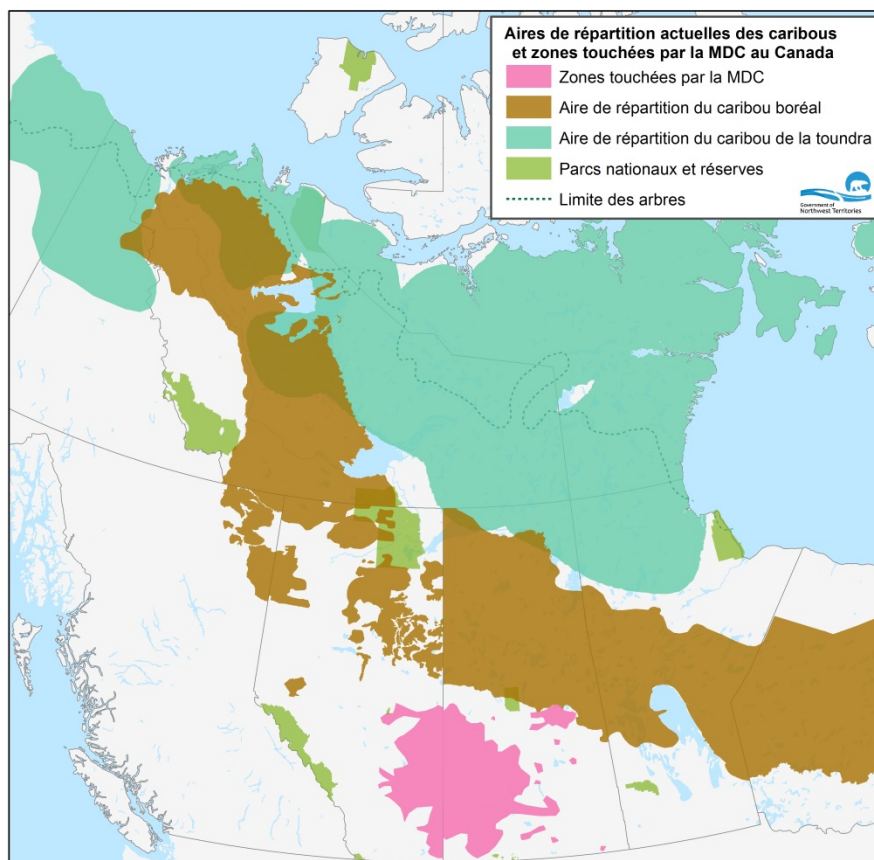 Aires de répartition actuelles des caribous
et zones touchées par la MDC au Canada
Zones touchées par la MDC
Aire de répartition du caribou boréal
Aire de répartition du caribou de la toundra
Parcs nationaux et réserves
Limite des arbres
Government of
Northwest Territories